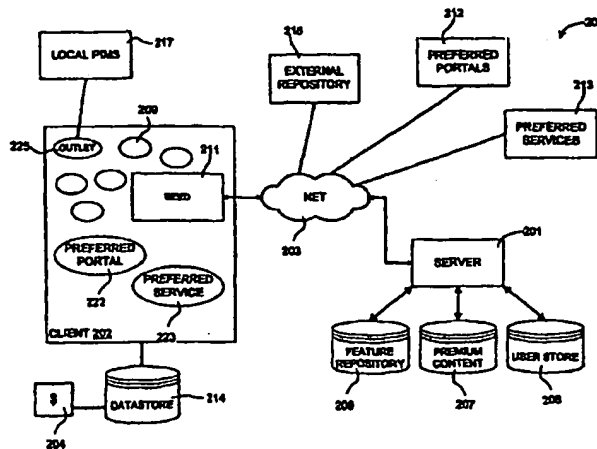 LOCAL PIMS
217
216
EXTERNAL
REPOSITORY
212
PREFERRED
PORTALS
20
213
PREFERRED
SERVICES
225
OUTLET
209
211
SEED
NET
203
201
SERVER
PREFERRED
PORTAL
222
PREFERRED
SERVICE
223
CLIENT 202
FEATURE
REPOSITORY
PREMIUM
CONTENT
207
USER STORE
208
$
204
DATASTORE
214